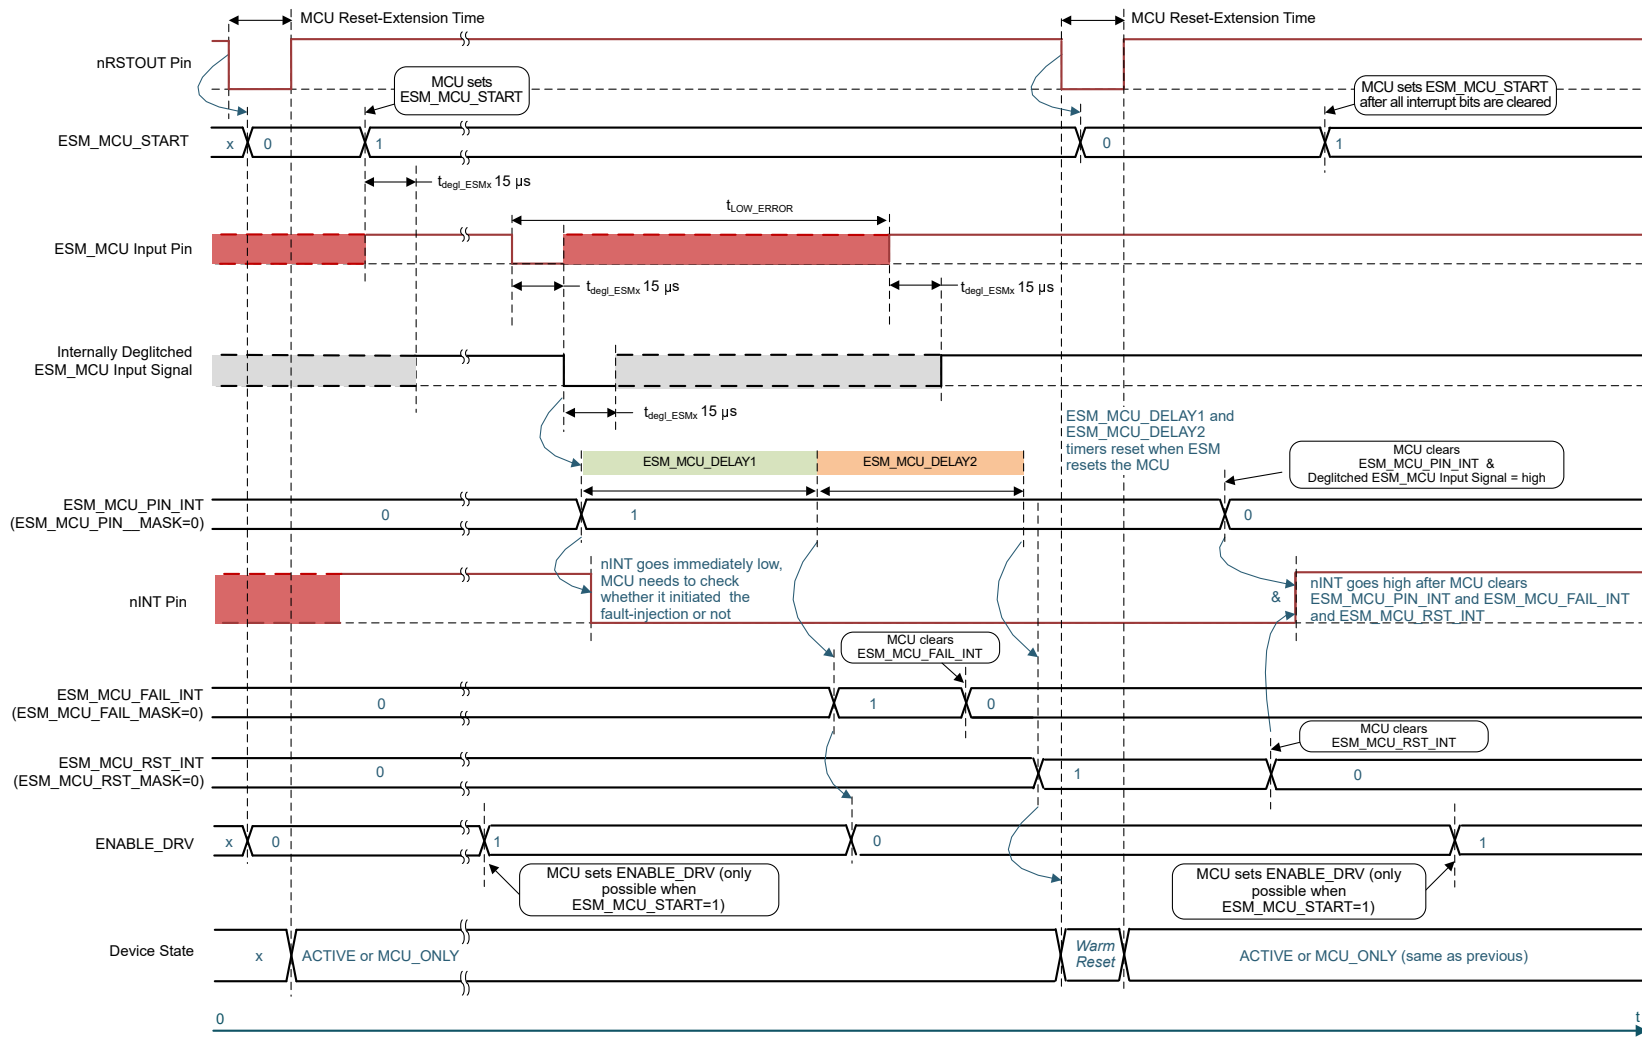 MCU Reset-Extension Time
MCU Reset-Extension Time
nRSTOUT Pin
MCU sets
ESM_MCU_START
MCU sets ESM_MCU_START
after all interrupt bits are cleared
ESM_MCU_START
x
0
1
0
1
tdegl_ESMx 15 µs
tLOW_ERROR
ESM_MCU Input Pin
tdegl_ESMx 15 µs
tdegl_ESMx 15 µs
Internally Deglitched
ESM_MCU Input Signal
tdegl_ESMx 15 µs
ESM_MCU_DELAY1 and
ESM_MCU_DELAY2
timers reset when ESM
resets the MCU
ESM_MCU_DELAY1
ESM_MCU_DELAY2
MCU clears
ESM_MCU_PIN_INT &
Deglitched ESM_MCU Input Signal = high
ESM_MCU_PIN_INT
(ESM_MCU_PIN__MASK=0)
0
1
0
nINT Pin
nINT goes immediately low,
MCU needs to check
whether it initiated the
fault-injection or not
&
nINT goes high after MCU clears
ESM_MCU_PIN_INT and ESM_MCU_FAIL_INT
and ESM_MCU_RST_INT
MCU clears
ESM_MCU_FAIL_INT
ESM_MCU_FAIL_INT
(ESM_MCU_FAIL_MASK=0)
0
1
0
MCU clears
ESM_MCU_RST_INT
ESM_MCU_RST_INT
(ESM_MCU_RST_MASK=0)
0
1
0
ENABLE_DRV
x
0
1
0
1
MCU sets ENABLE_DRV (only
possible when
ESM_MCU_START=1)
MCU sets ENABLE_DRV (only
possible when
ESM_MCU_START=1)
Device State
x
ACTIVE or MCU_ONLY
Warm
Reset
ACTIVE or MCU_ONLY (same as previous)
0
t